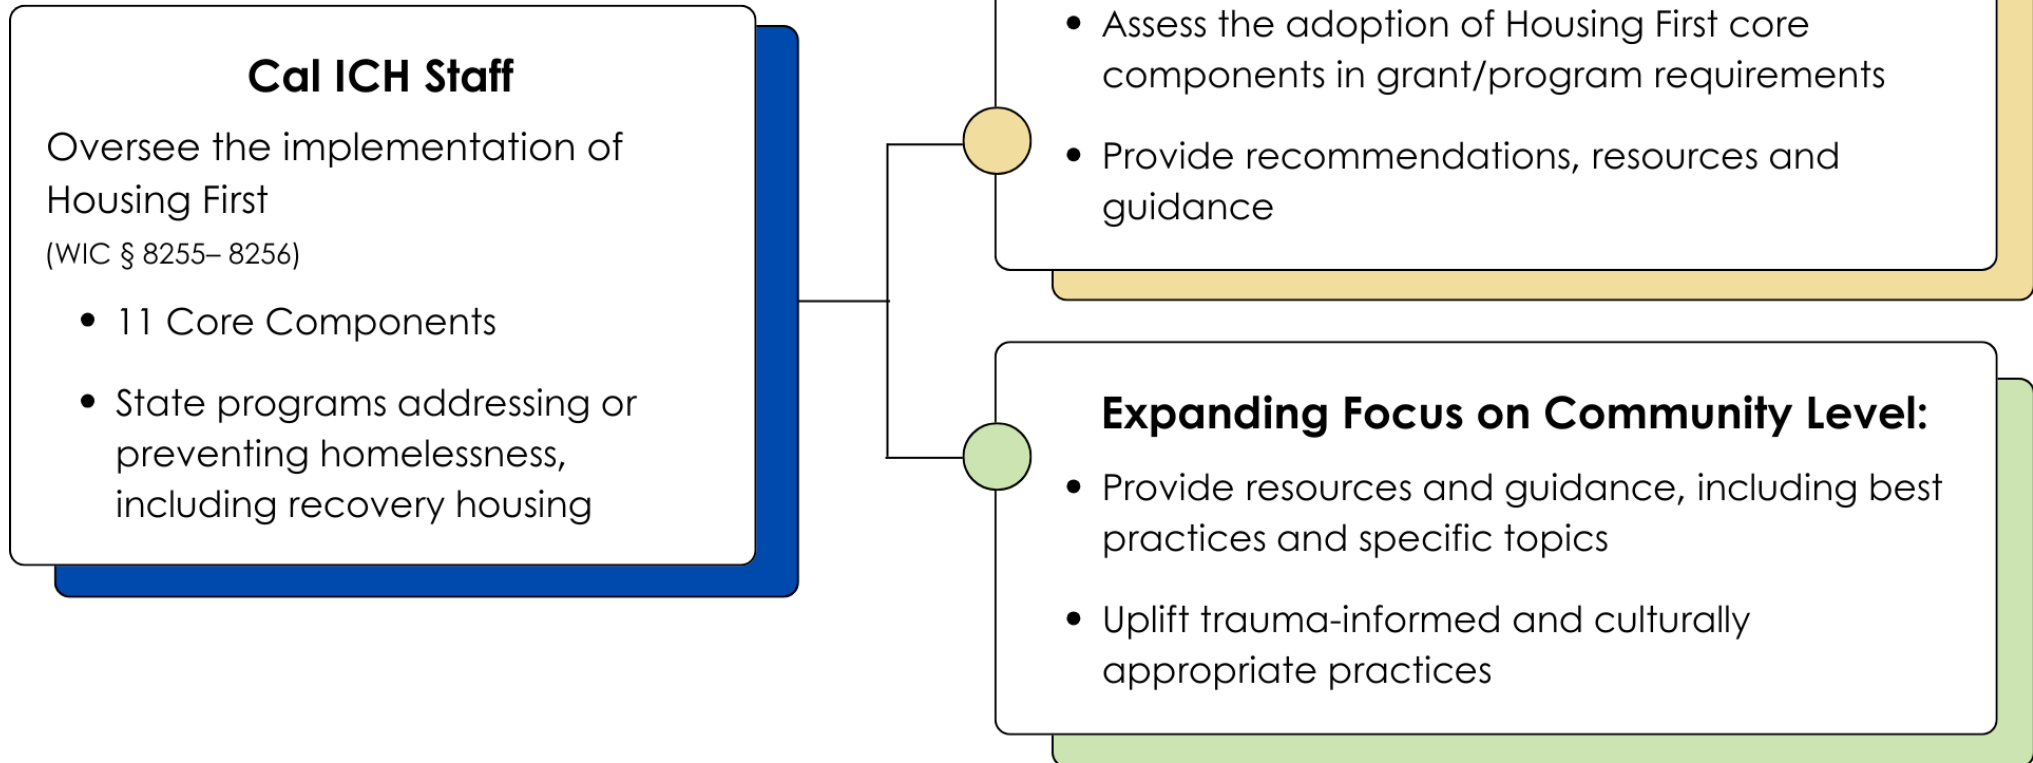 Cal ICH Staff
Oversee the implementation of
Housing First
(WIC § 8255– 8256)
• 11 Core Components
• State programs addressing or
preventing homelessness,
including recovery housing
• Assess the adoption of Housing First core
components in grant/program requirements
• Provide recommendations, resources and
guidance
Expanding Focus on Community Level:
• Provide resources and guidance, including best
practices and specific topics
• Uplift trauma-informed and culturally
appropriate practices